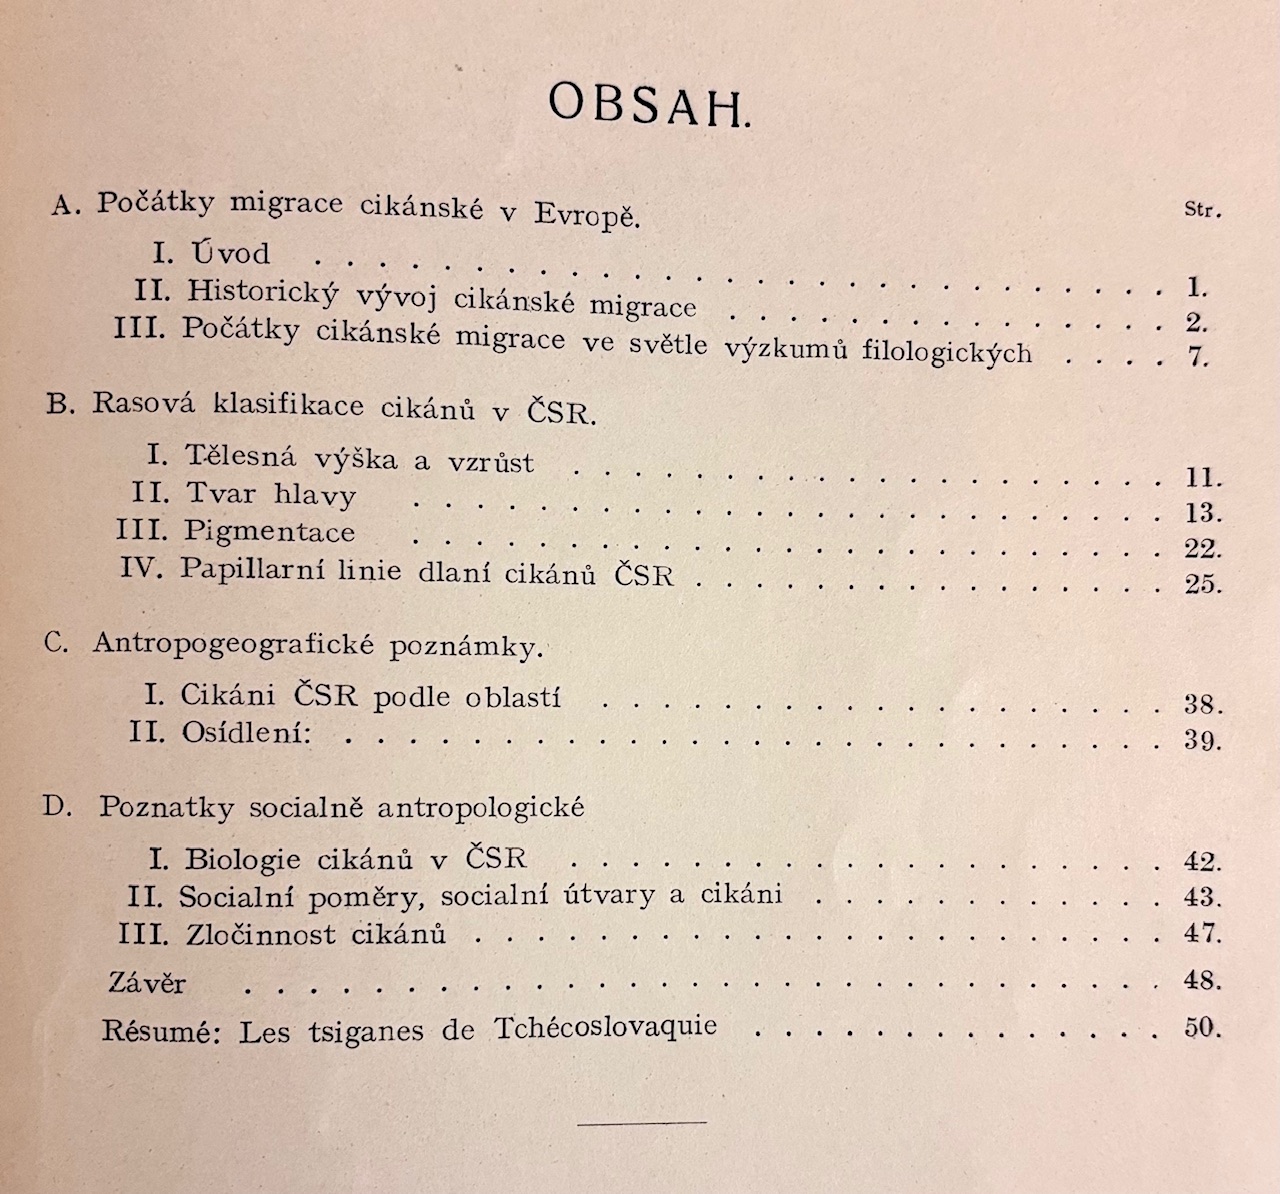 OBSAH.
Str.
A. Počátky migrace cikánské v Evropě.
I. Úvod . . . . . . . . . . . . . . . . . . . . . . . . . . . 1.
II. Historický vývoj cikánské migrace . . . . . . . . . . . . . . 2.
III. Počátky cikánské migrace ve světle výzkumů filologických . . . . 7.
B. Rasová klasifikace cikánů v ČSR.
I. Tělesná výška a vzrůst . . . . . . . . . . . . . . . . . . . 11.
II. Tvar hlavy . . . . . . . . . . . . . . . . . . . . . . . . 13.
III. Pigmentace . . . . . . . . . . . . . . . . . . . . . . . . 22.
IV. Papillarní linie dlaní cikánů ČSR . . . . . . . . . . . . . . . 25.
C. Antropogeografické poznámky.
I. Cikáni ČSR podle oblastí . . . . . . . . . . . . . . . . . . 38.
II. Osídlení: . . . . . . . . . . . . . . . . . . . . . . . . . . 39.
D. Poznatky socialně antropologické
I. Biologie cikánů v ČSR . . . . . . . . . . . . . . . . . . . 42.
II. Socialní poměry, socialní útvary a cikáni . . . . . . . . . . . . 43.
III. Zločinnost cikánů . . . . . . . . . . . . . . . . . . . . . . 47.
Závěr . . . . . . . . . . . . . . . . . . . . . . . . . . . . . 48.
Résumé: Les tsiganes de Tchécoslovaquie . . . . . . . . . . . . . . 50.